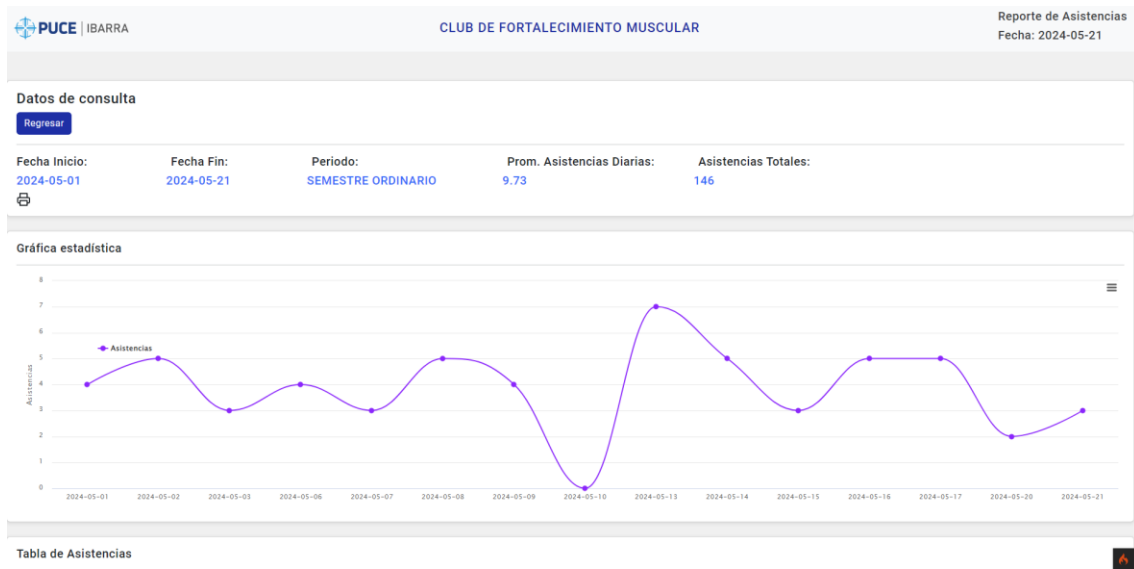 PUCE | IBARRA
CLUB DE FORTALECIMIENTO MUSCULAR
Reporte de Asistencias
Fecha: 2024-05-21
Datos de consulta
Regresar
Fecha Inicio: Fecha Fin: Periodo: Prom. Asistencias Diarias: Asistencias Totales:
2024-05-01 2024-05-21 SEMESTRE ORDINARIO 9.73 146
Gráfica estadística
8
7
6
Asistencias
5
4
Asistencias
3
2
1
0
2024-05-01 2024-05-02 2024-05-03 2024-05-06 2024-05-07 2024-05-08 2024-05-09 2024-05-10 2024-05-13 2024-05-14 2024-05-15 2024-05-16 2024-05-17 2024-05-20 2024-05-21
Tabla de Asistencias